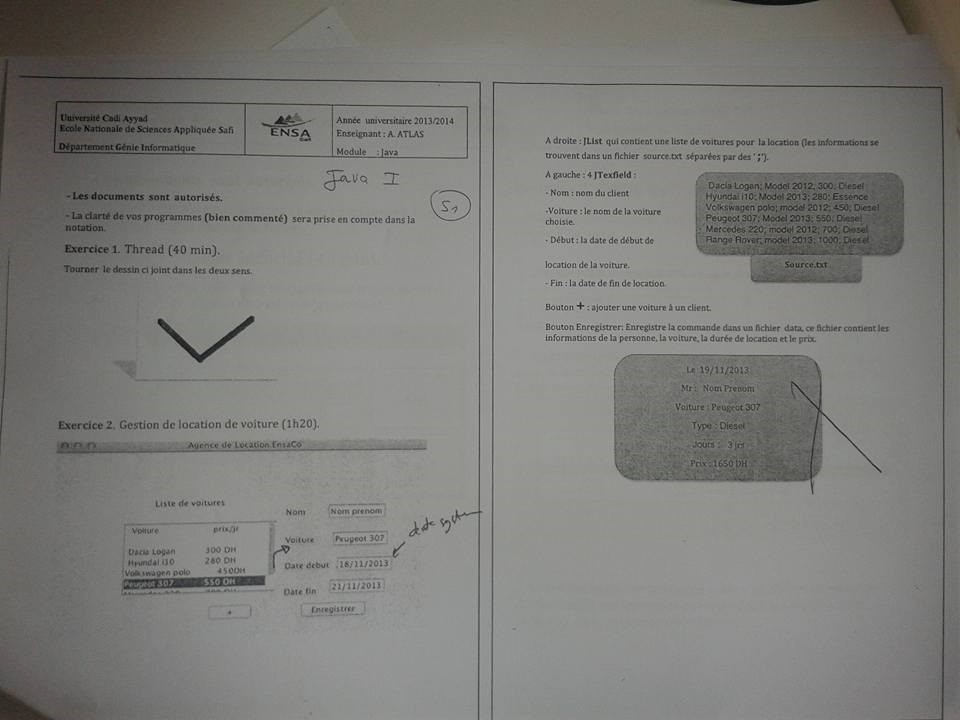 Université Cadi Ayyad
Ecole Nationale de Sciences Appliquée Safi
Département Génie Informatique
ENSA
Safi
Année universitaire 2013/2014
Enseignant : A. ATLAS
Module : Java
Java I
S1
- Les documents sont autorisés.
- La clarté de vos programmes (bien commenté) sera prise en compte dans la
notation.
Exercice 1. Thread (40 min).
Tourner le dessin ci joint dans les deux sens.
Exercice 2. Gestion de location de voiture (1h20).
Agence de Location EnsaCo
Liste de voitures
Voiture prix/jr
Dacia Logan 300 DH
Hyundai i10 280 DH
Volkswagen polo 450DH
Peugeot 307 550 DH
+
Nom Nom prenom
Voiture Peugeot 307
Date debut 18/11/2013
Date fin 21/11/2013
Enregistrer
date system
A droite : JList qui contient une liste de voitures pour la location (les informations se
trouvent dans un fichier source.txt séparées par des ' ; ').
A gauche : 4 JTexfield :
- Nom : nom du client
-Voiture : le nom de la voiture
choisie.
- Début : la date de début de
location de la voiture.
- Fin : la date de fin de location.
Dacia Logan; Model 2012; 300; Diesel
Hyundai i10; Model 2013; 280; Essence
Volkswagen polo; model 2012; 450; Diesel
Peugeot 307; Model 2013; 550; Diesel
Mercedes 220; model 2012; 700; Diesel
Range Rover; model 2013; 1000; Diesel
Source.txt
Bouton + : ajouter une voiture à un client.
Bouton Enregistrer: Enregistre la commande dans un fichier data, ce fichier contient les
informations de la personne, la voiture, la durée de location et le prix.
Le 19/11/2013
Mr : Nom Prenom
Voiture : Peugeot 307
Type : Diesel
Jours : 3 jrs
Prix : 1650 DH